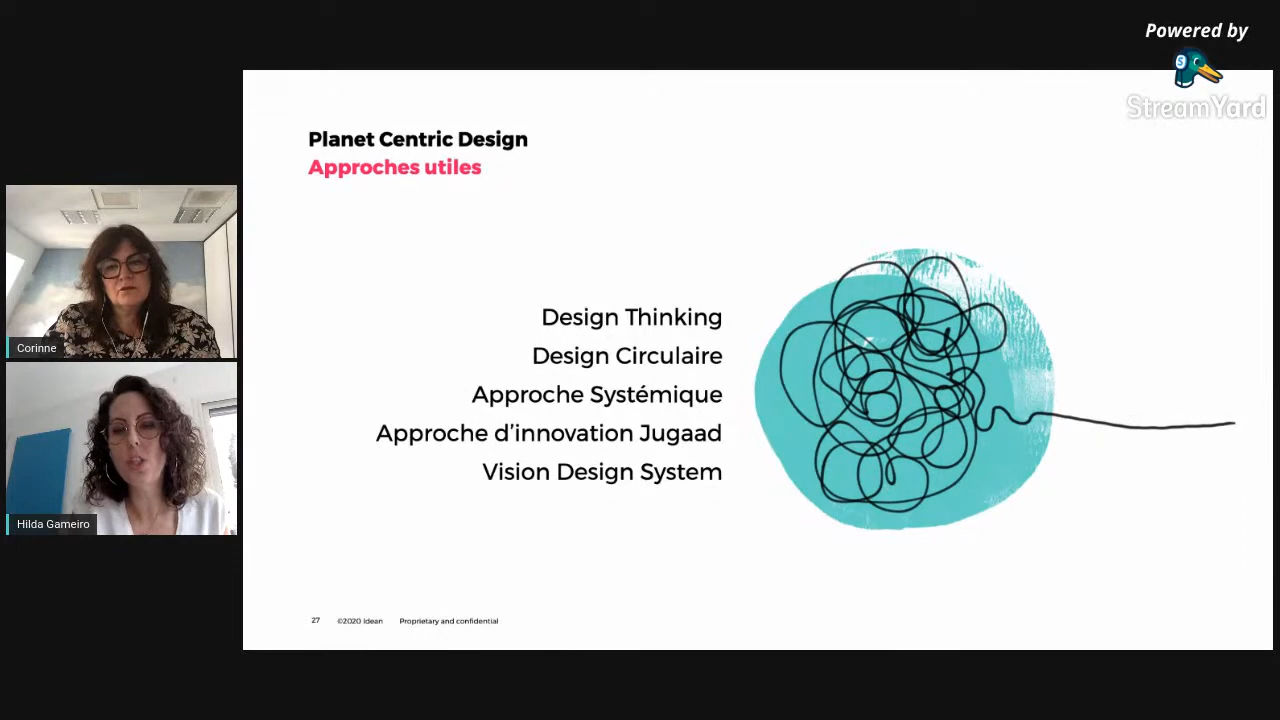 Powered by
StreamYard
Planet Centric Design
Approches utiles
Design Thinking
Design Circulaire
Approche Systémique
Approche d’innovation Jugaad
Vision Design System
Corinne
Hilda Gameiro
27 ©2020 Idean Proprietary and confidential